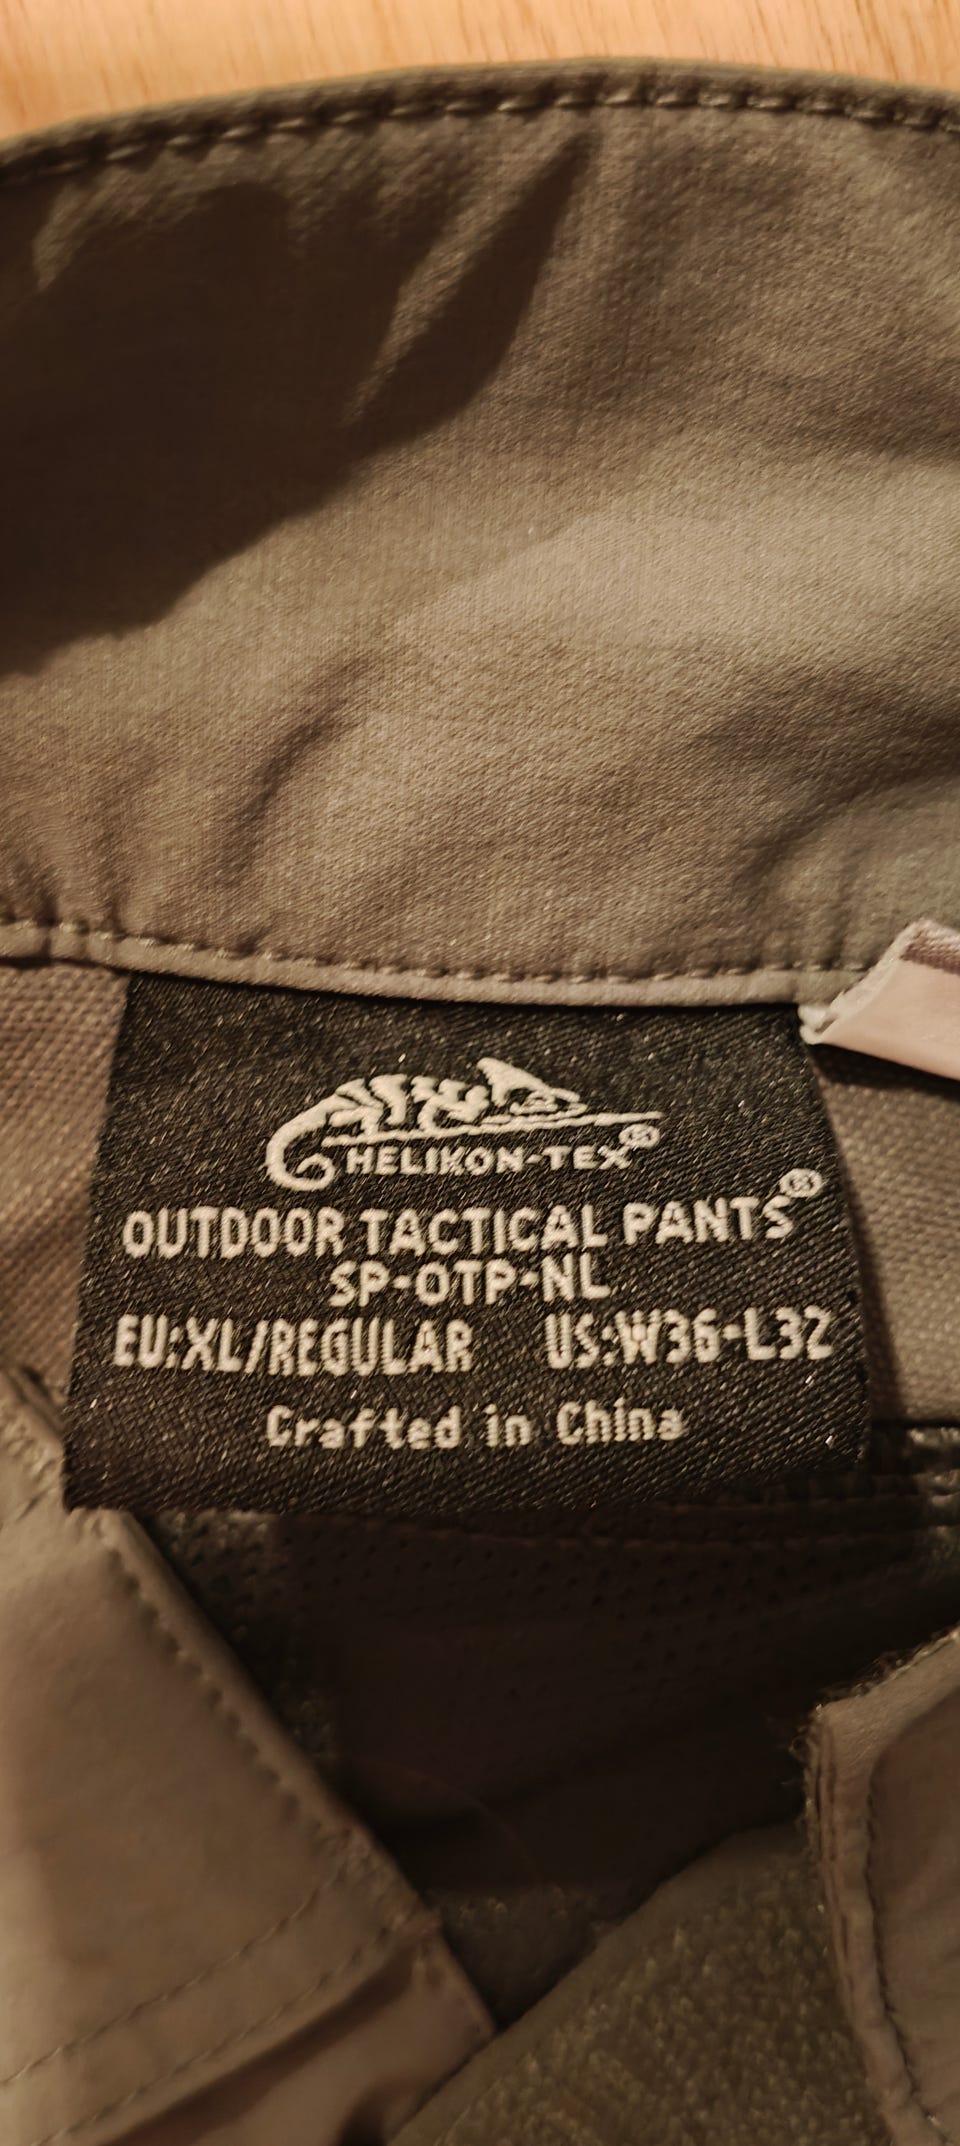 HELIKON-TEX®
OUTDOOR TACTICAL PANTS®
SP-OTP-NL
EU:XL/REGULAR US:W36-L32
Crafted in China